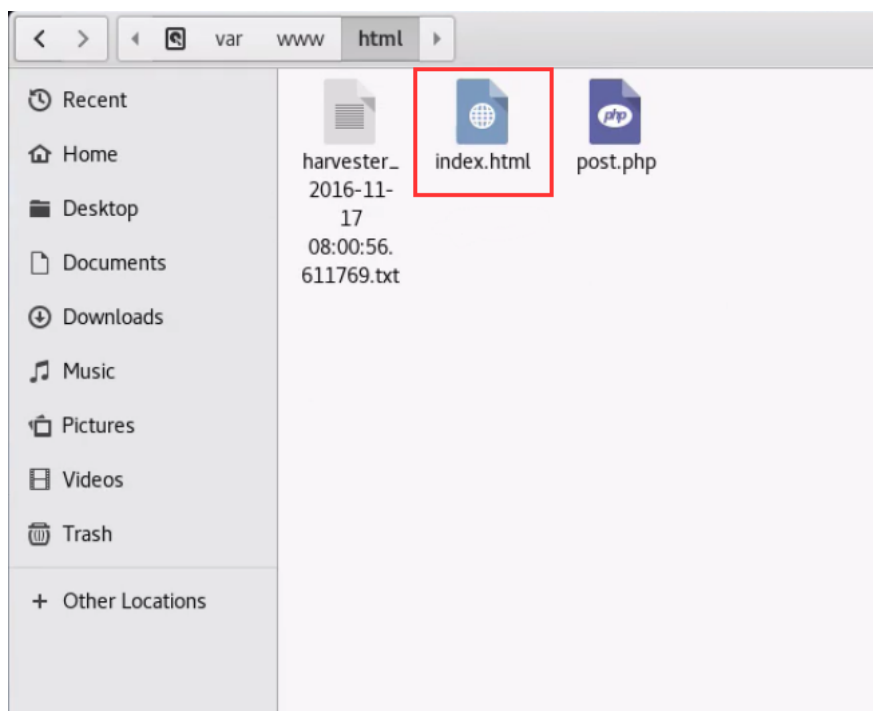 var www html
Recent
Home
Desktop
Documents
Downloads
Music
Pictures
Videos
Trash
+ Other Locations
harvester_
2016-11-
17
08:00:56.
611769.txt
index.html
php
post.php